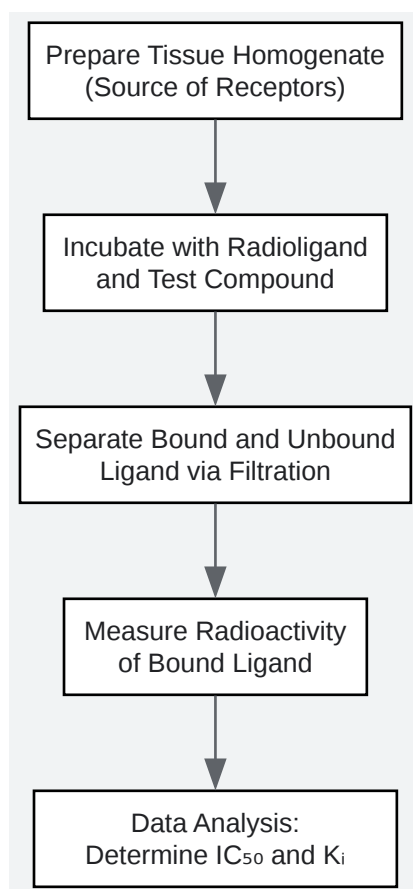 Prepare Tissue Homogenate
(Source of Receptors)
Incubate with Radioligand
and Test Compound
Separate Bound and Unbound
Ligand via Filtration
Measure Radioactivity
of Bound Ligand
Data Analysis:
Determine IC₅₀ and Kᵢ